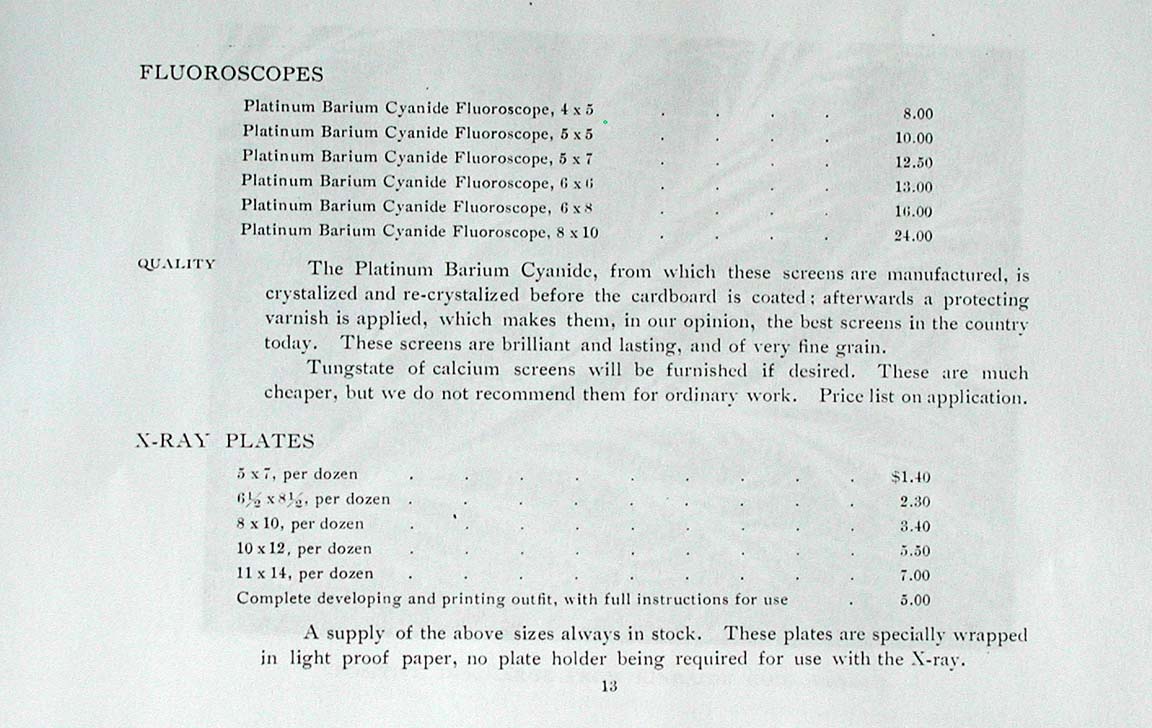 FLUOROSCOPES
Platinum Barium Cyanide Fluoroscope, 4 x 5 . . . . 8.00
Platinum Barium Cyanide Fluoroscope, 5 x 5 . . . . 10.00
Platinum Barium Cyanide Fluoroscope, 5 x 7 . . . . 12.50
Platinum Barium Cyanide Fluoroscope, 6 x 6 . . . . 13.00
Platinum Barium Cyanide Fluoroscope, 6 x 8 . . . . 16.00
Platinum Barium Cyanide Fluoroscope, 8 x 10 . . . . 24.00
QUALITY The Platinum Barium Cyanide, from which these screens are manufactured, is
crystalized and re-crystalized before the cardboard is coated; afterwards a protecting
varnish is applied, which makes them, in our opinion, the best screens in the country
today. These screens are brilliant and lasting, and of very fine grain.
Tungstate of calcium screens will be furnished if desired. These are much
cheaper, but we do not recommend them for ordinary work. Price list on application.
X-RAY PLATES
5 x 7, per dozen . . . . . . . . . $1.40
6½ x 8½, per dozen . . . . . . . . . 2.30
8 x 10, per dozen . . . . . . . . . 3.40
10 x 12, per dozen . . . . . . . . . 5.50
11 x 14, per dozen . . . . . . . . . 7.00
Complete developing and printing outfit, with full instructions for use . 5.00
A supply of the above sizes always in stock. These plates are specially wrapped
in light proof paper, no plate holder being required for use with the X-ray.
13